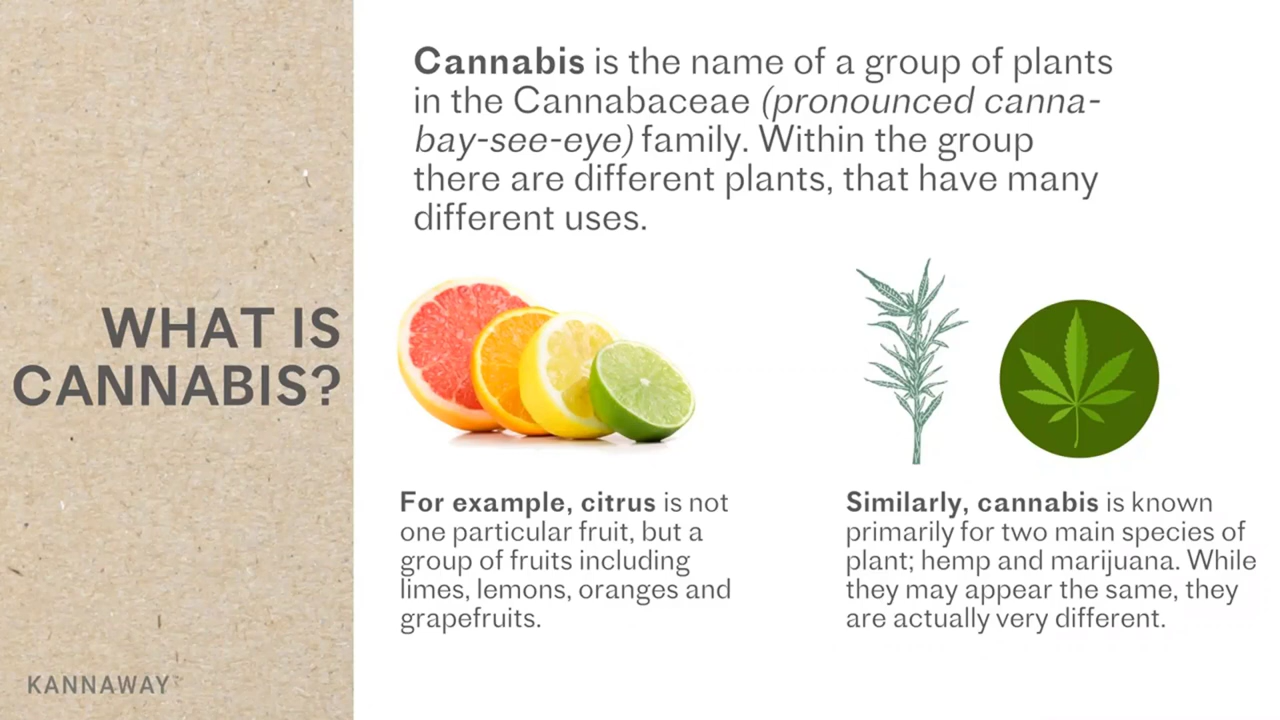 WHAT IS
CANNABIS?
KANNAWAY™
Cannabis is the name of a group of plants
in the Cannabaceae (pronounced canna-
bay-see-eye) family. Within the group
there are different plants, that have many
different uses.
For example, citrus is not
one particular fruit, but a
group of fruits including
limes, lemons, oranges and
grapefruits.
Similarly, cannabis is known
primarily for two main species of
plant; hemp and marijuana. While
they may appear the same, they
are actually very different.